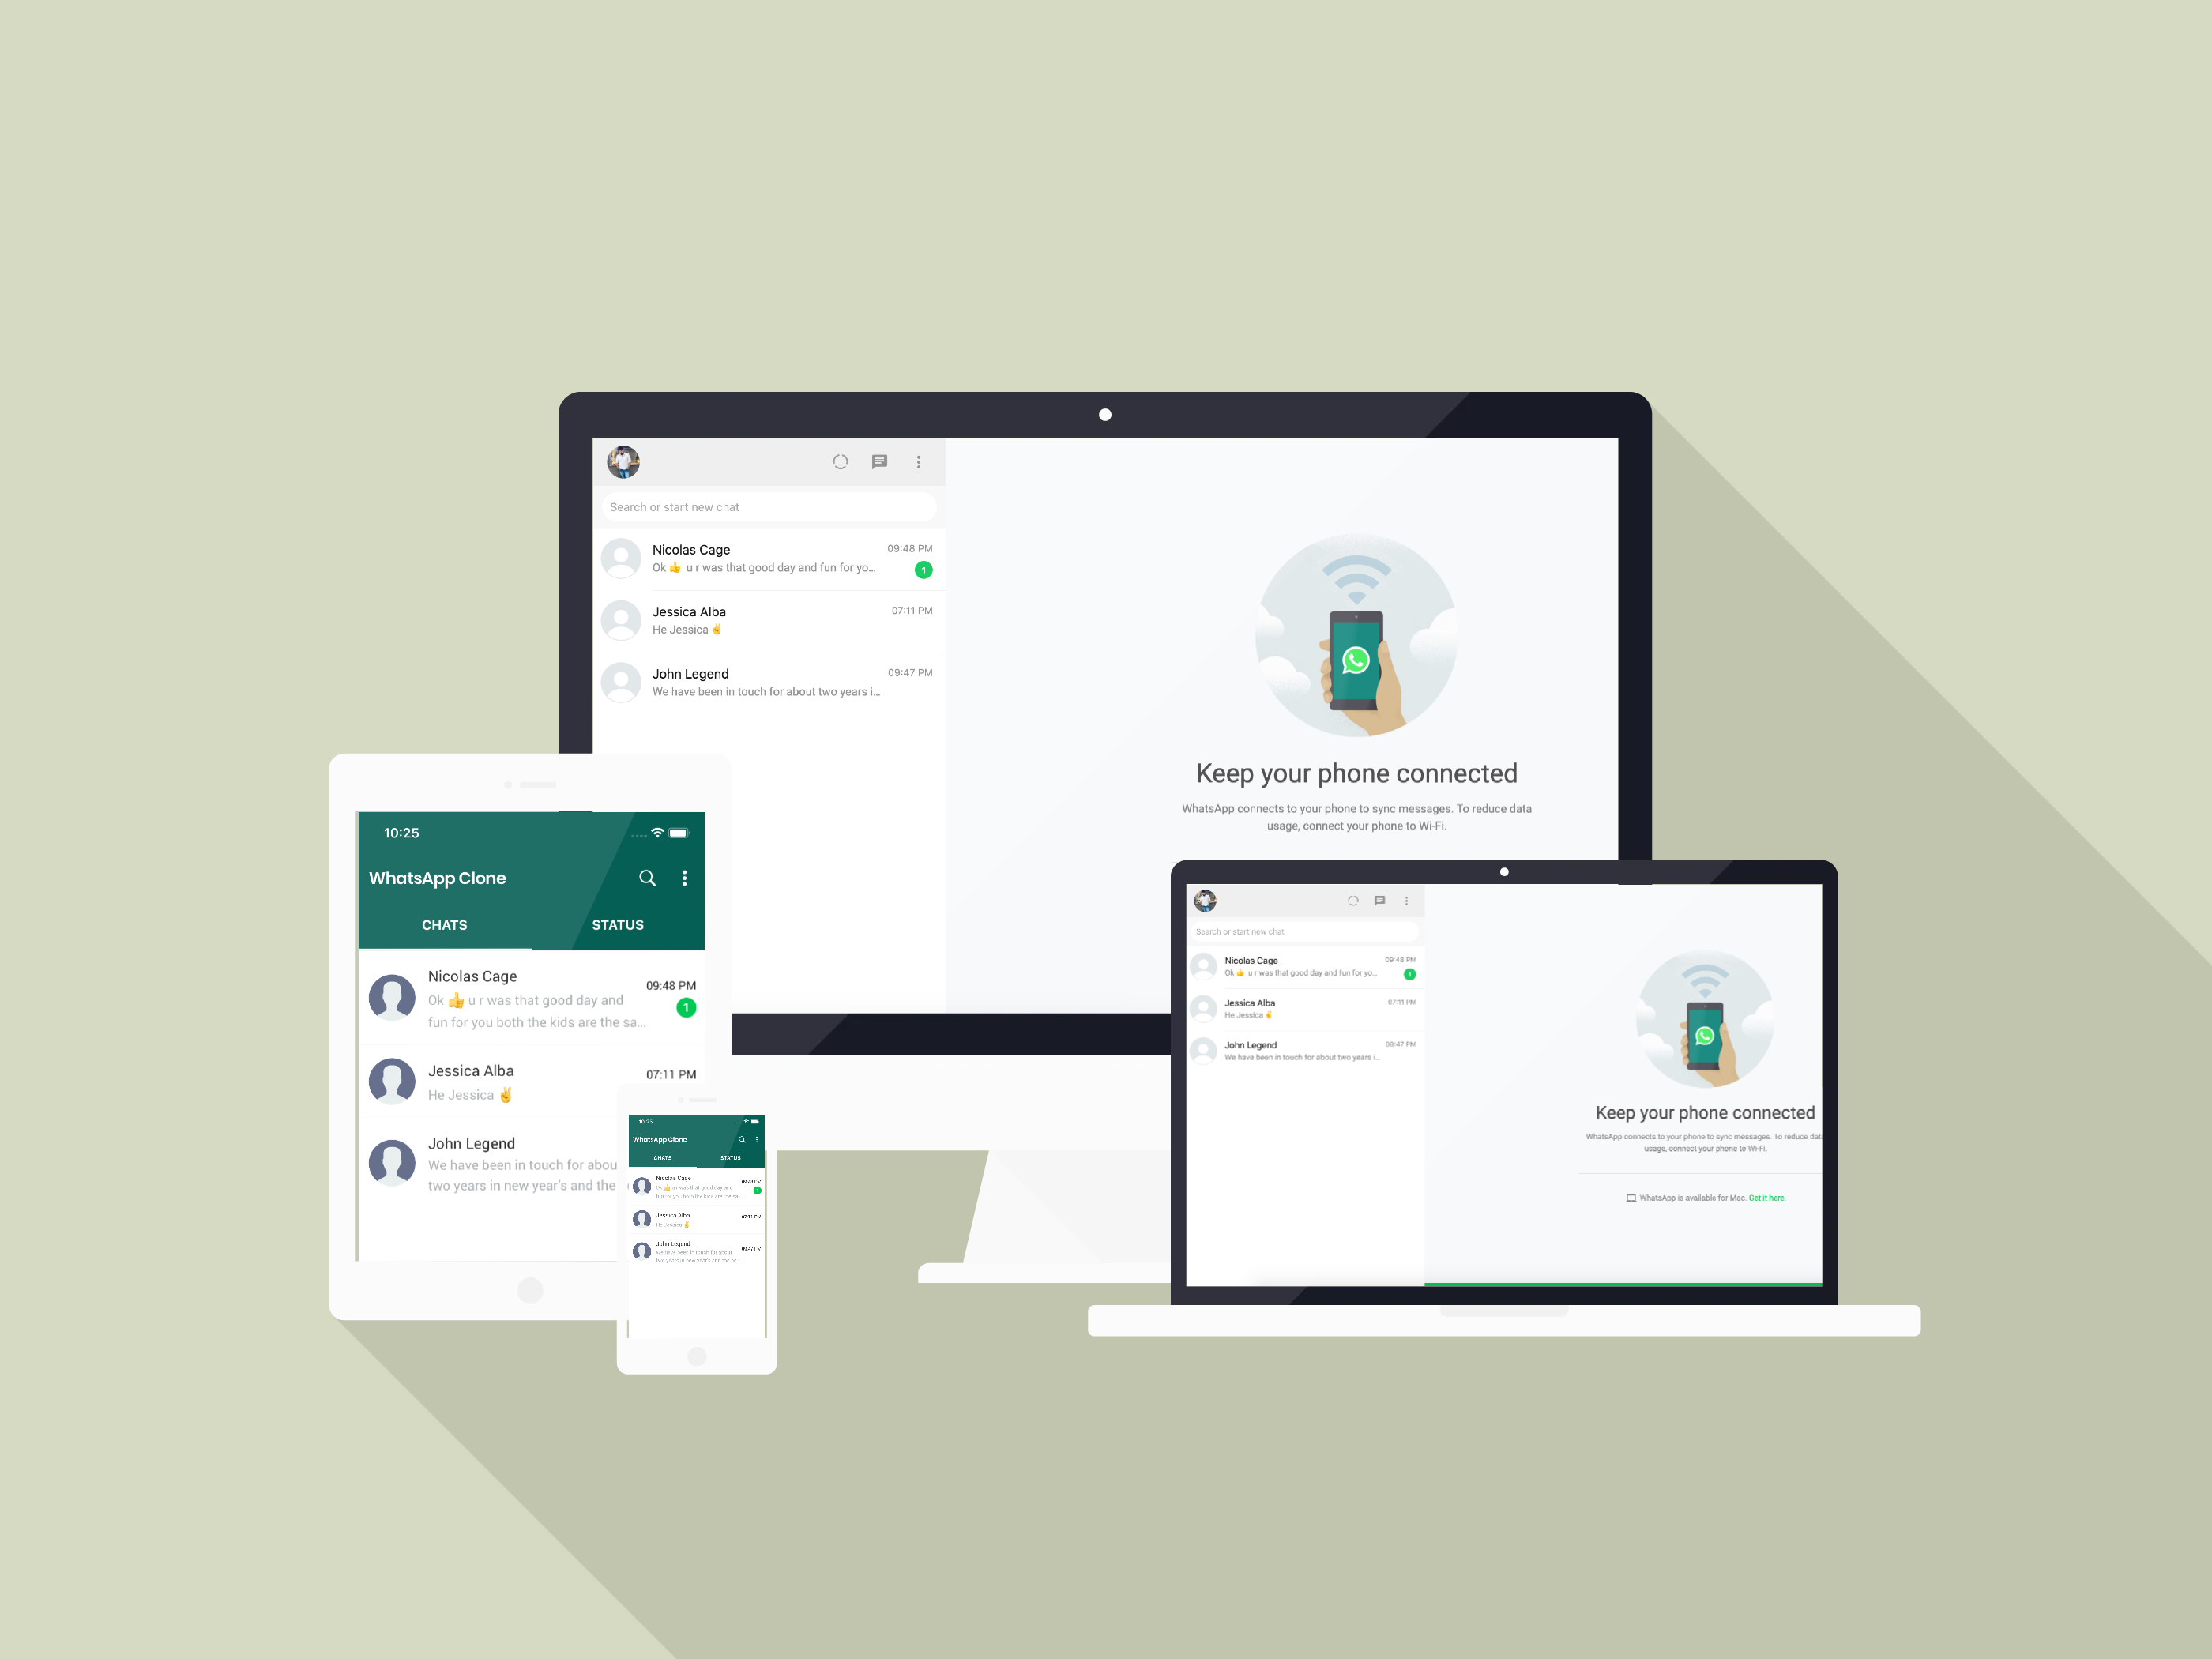 Search or start new chat
Nicolas Cage
09:48 PM
Ok 👍 u r was that good day and fun for yo...
1
Jessica Alba
07:11 PM
He Jessica ✌
John Legend
09:47 PM
We have been in touch for about two years i...
Keep your phone connected
WhatsApp connects to your phone to sync messages. To reduce data
usage, connect your phone to Wi-Fi.
10:25
WhatsApp Clone
CHATS
STATUS
Nicolas Cage
09:48 PM
Ok 👍 u r was that good day and
fun for you both the kids are the sa...
1
Jessica Alba
07:11 PM
He Jessica ✌
John Legend
We have been in touch for abou
two years in new year's and the
10:25
WhatsApp Clone
CHATS
STATUS
Nicolas Cage
09:48 PM
Ok 👍 u r was that good day and
fun for you both the kids are the sa...
1
Jessica Alba
07:11 PM
He Jessica ✌
John Legend
09:47 PM
We have been in touch for about
two years in new year's and the
Search or start new chat
Nicolas Cage
09:48 PM
Ok 👍 u r was that good day and fun for yo...
1
Jessica Alba
07:11 PM
He Jessica ✌
John Legend
09:47 PM
We have been in touch for about two years i...
Keep your phone connected
WhatsApp connects to your phone to sync messages. To reduce dat
usage, connect your phone to Wi-Fi.
WhatsApp is available for Mac. Get it here.